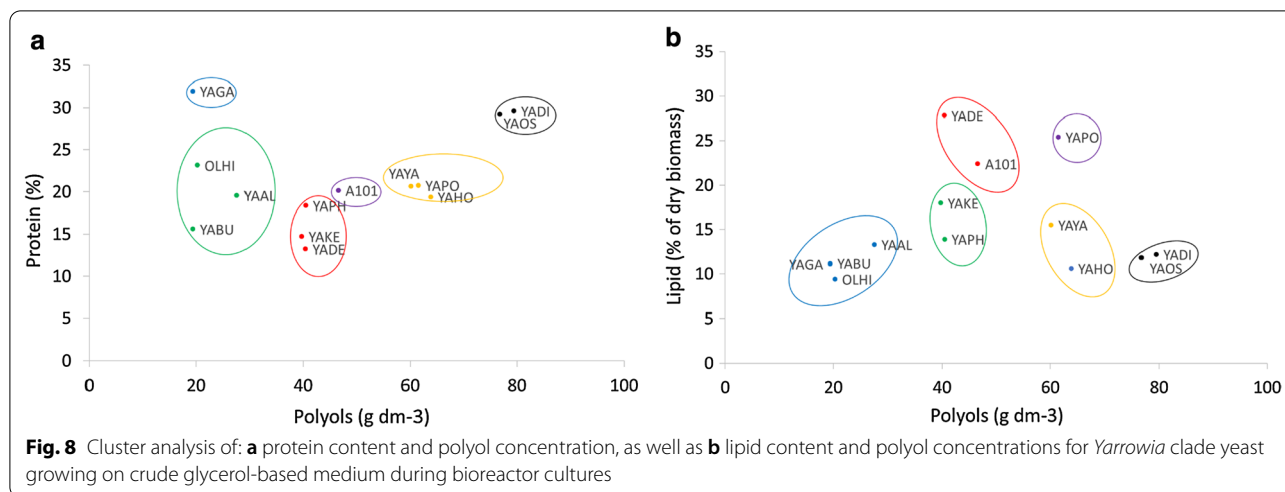 a
35
30
25
20
15
10
5
0
Protein (%)
0 20 40 60 80 100
Polyols (g dm-3)
YAGA
OLHI
YAAL
YABU
YAPH
YAKE
YADE
A101
YAYA
YAPO
YAHO
YADI
YAOS
b
35
30
25
20
15
10
5
0
Lipid (% of dry biomass)
0 20 40 60 80 100
Polyols (g dm-3)
YADE
A101
YAPO
YAKE
YAPH
YAAL
YAGA YABU
OLHI
YAYA
YAHO
YADI
YAOS
Fig. 8 Cluster analysis of: a protein content and polyol concentration, as well as b lipid content and polyol concentrations for Yarrowia clade yeast
growing on crude glycerol-based medium during bioreactor cultures